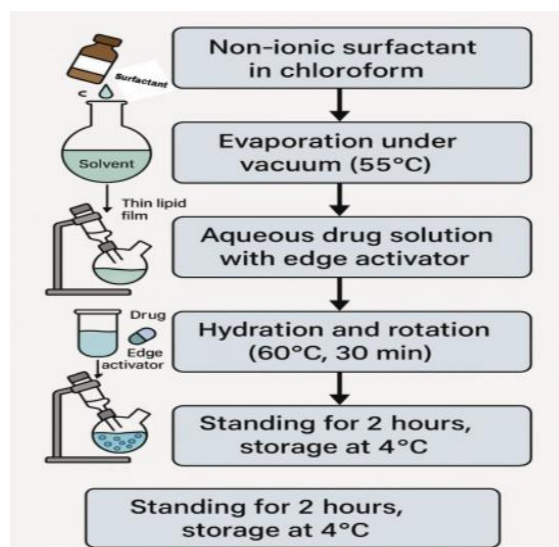 Surfactant
C
Solvent
Thin lipid
film
Drug
Edge
activator
Non-ionic surfactant
in chloroform
Evaporation under
vacuum (55°C)
Aqueous drug solution
with edge activator
Hydration and rotation
(60°C, 30 min)
Standing for 2 hours,
storage at 4°C
Standing for 2 hours,
storage at 4°C